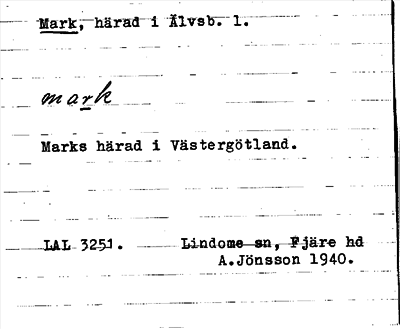 Mark, härad i Älvsb. l.
mark
Marks härad i Västergötland.
LAL 3251. Lindome sn, Fjäre hd
A.Jönsson 1940.